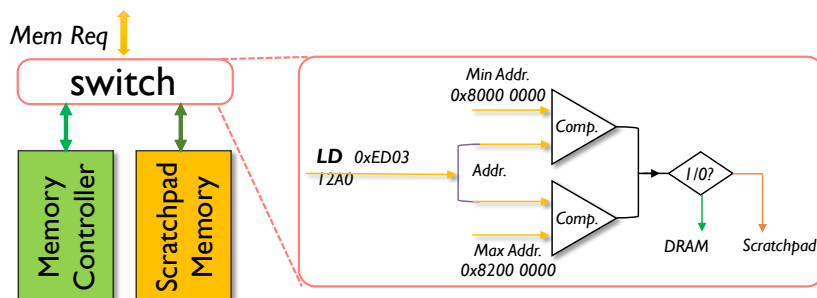 Mem Req
switch
Memory
Controller
Scratchpad
Memory
Min Addr.
0x8000 0000
Comp.
LD 0xED03
12A0
Addr.
Comp.
Max Addr.
0x8200 0000
1/0?
DRAM
Scratchpad